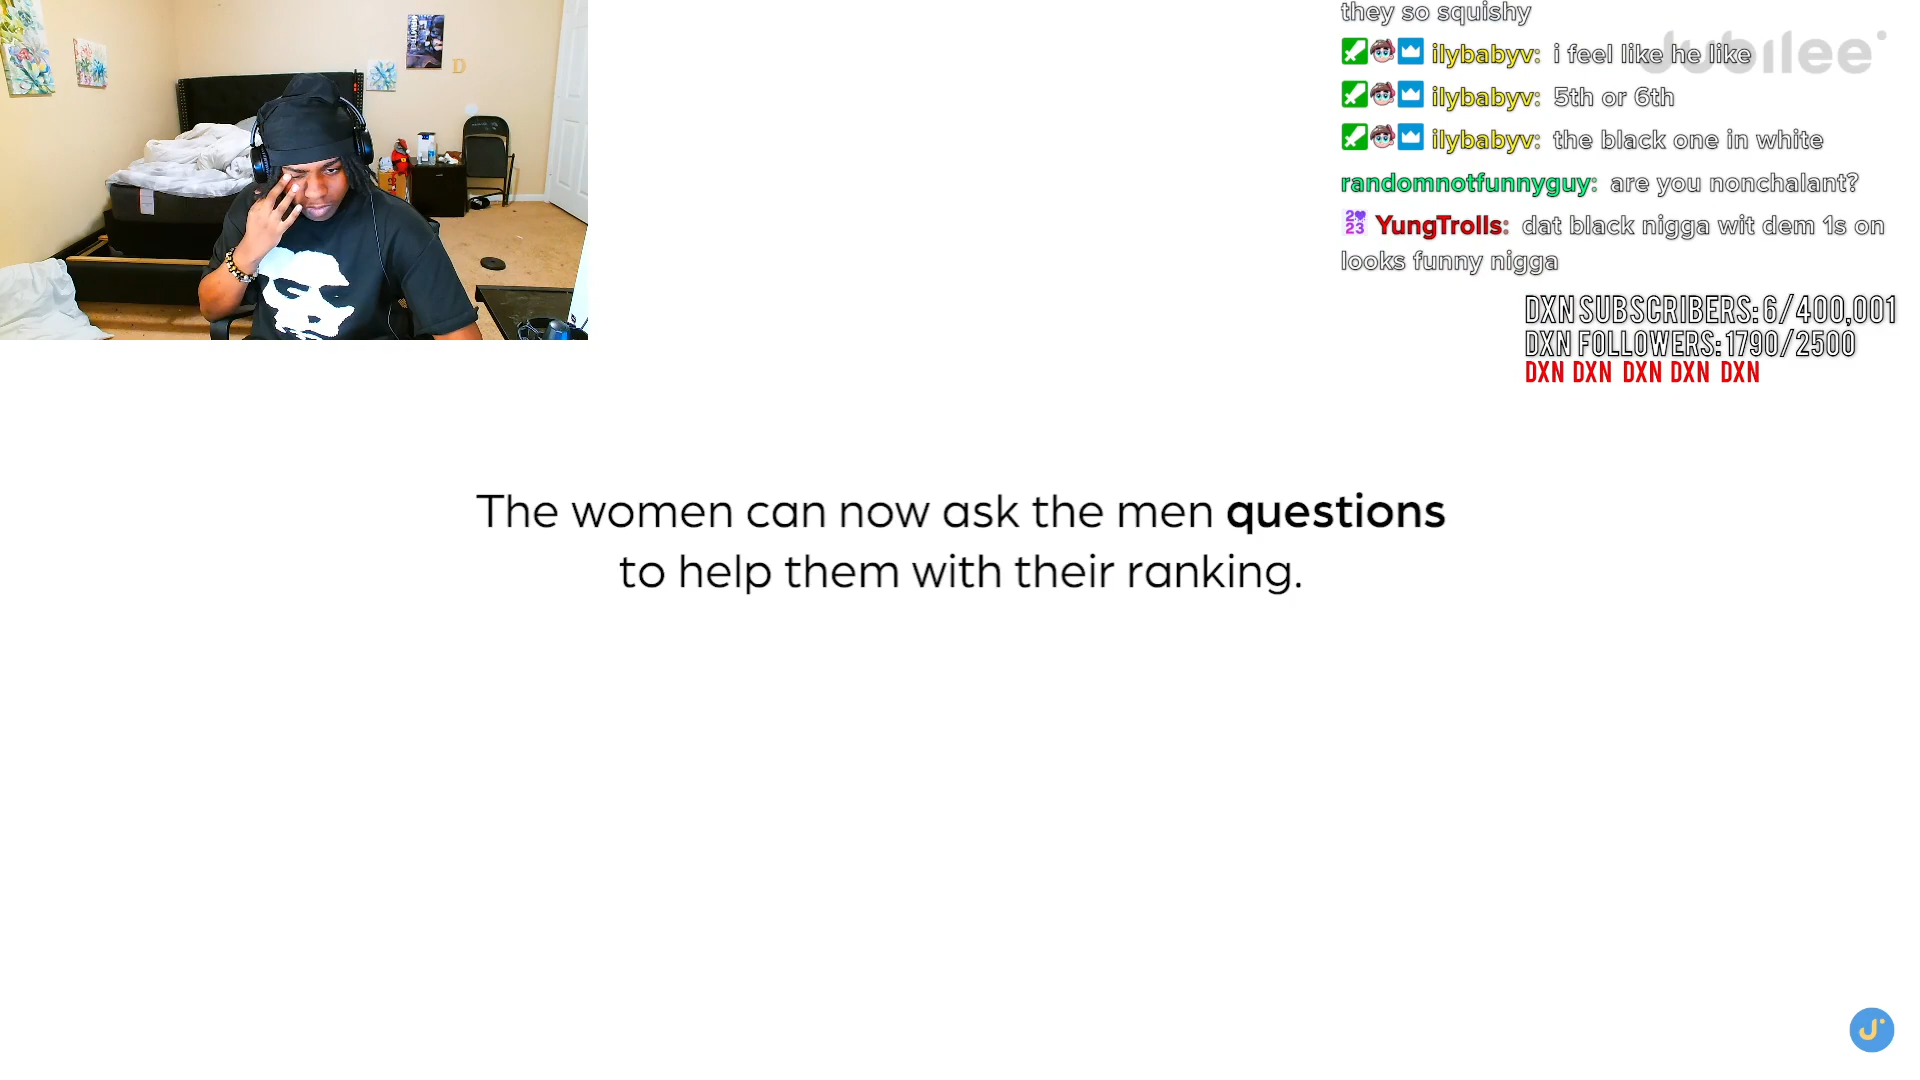 they so squishy
Jubilee
ilybabyv: i feel like he like
ilybabyv: 5th or 6th
ilybabyv: the black one in white
randomnotfunnyguy: are you nonchalant?
YungTrolls: dat black nigga wit dem 1s on
looks funny nigga
DXN SUBSCRIBERS: 6/400,001
DXN FOLLOWERS: 1790/2500
DXN DXN DXN DXN DXN
D
The women can now ask the men questions
to help them with their ranking.
J